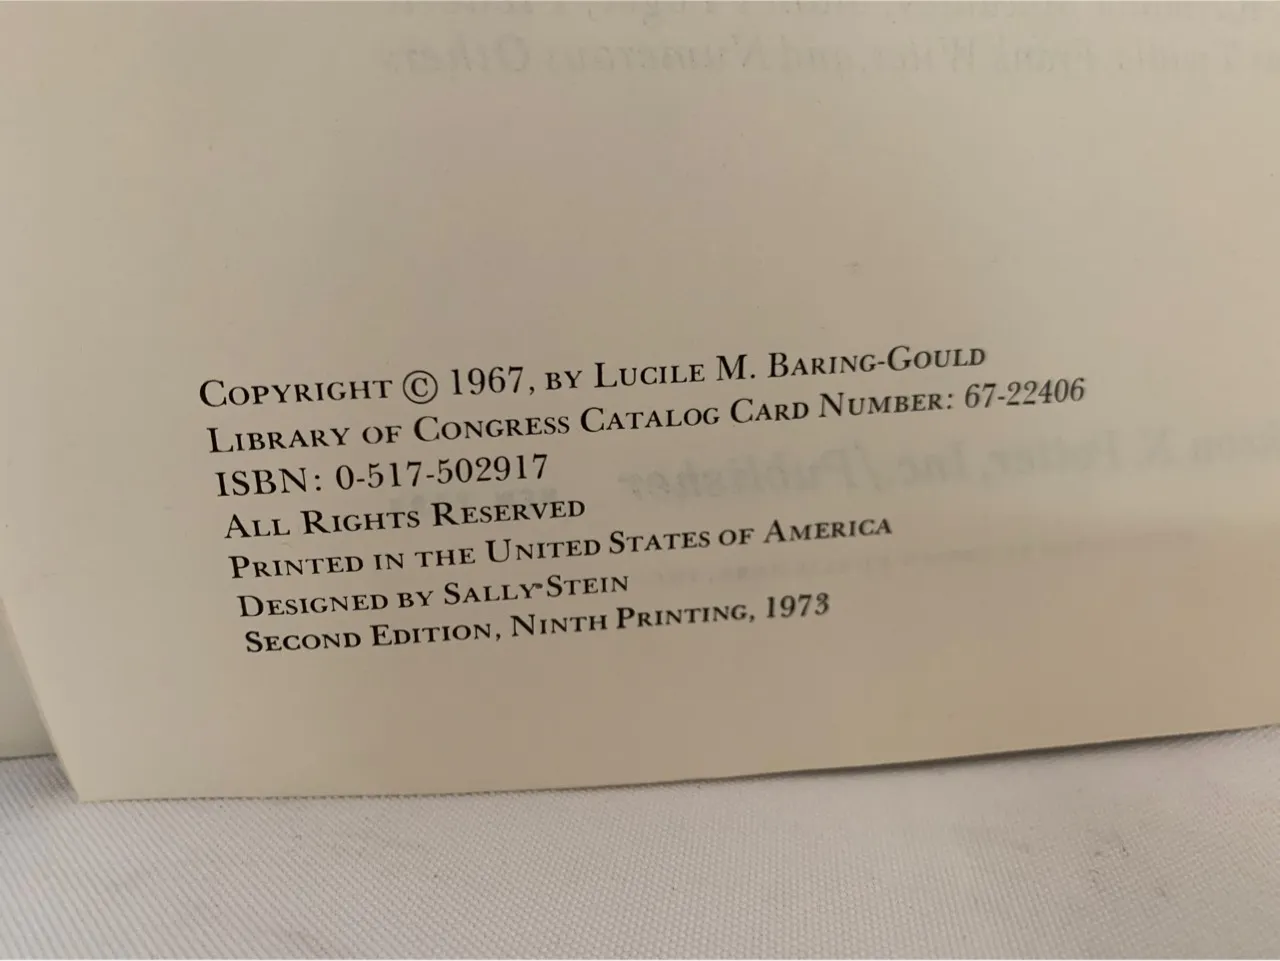 COPYRIGHT © 1967, BY LUCILE M. BARING-GOULD
LIBRARY OF CONGRESS CATALOG CARD NUMBER: 67-22406
ISBN: 0-517-502917
ALL RIGHTS RESERVED
PRINTED IN THE UNITED STATES OF AMERICA
DESIGNED BY SALLY STEIN
SECOND EDITION, NINTH PRINTING, 1973